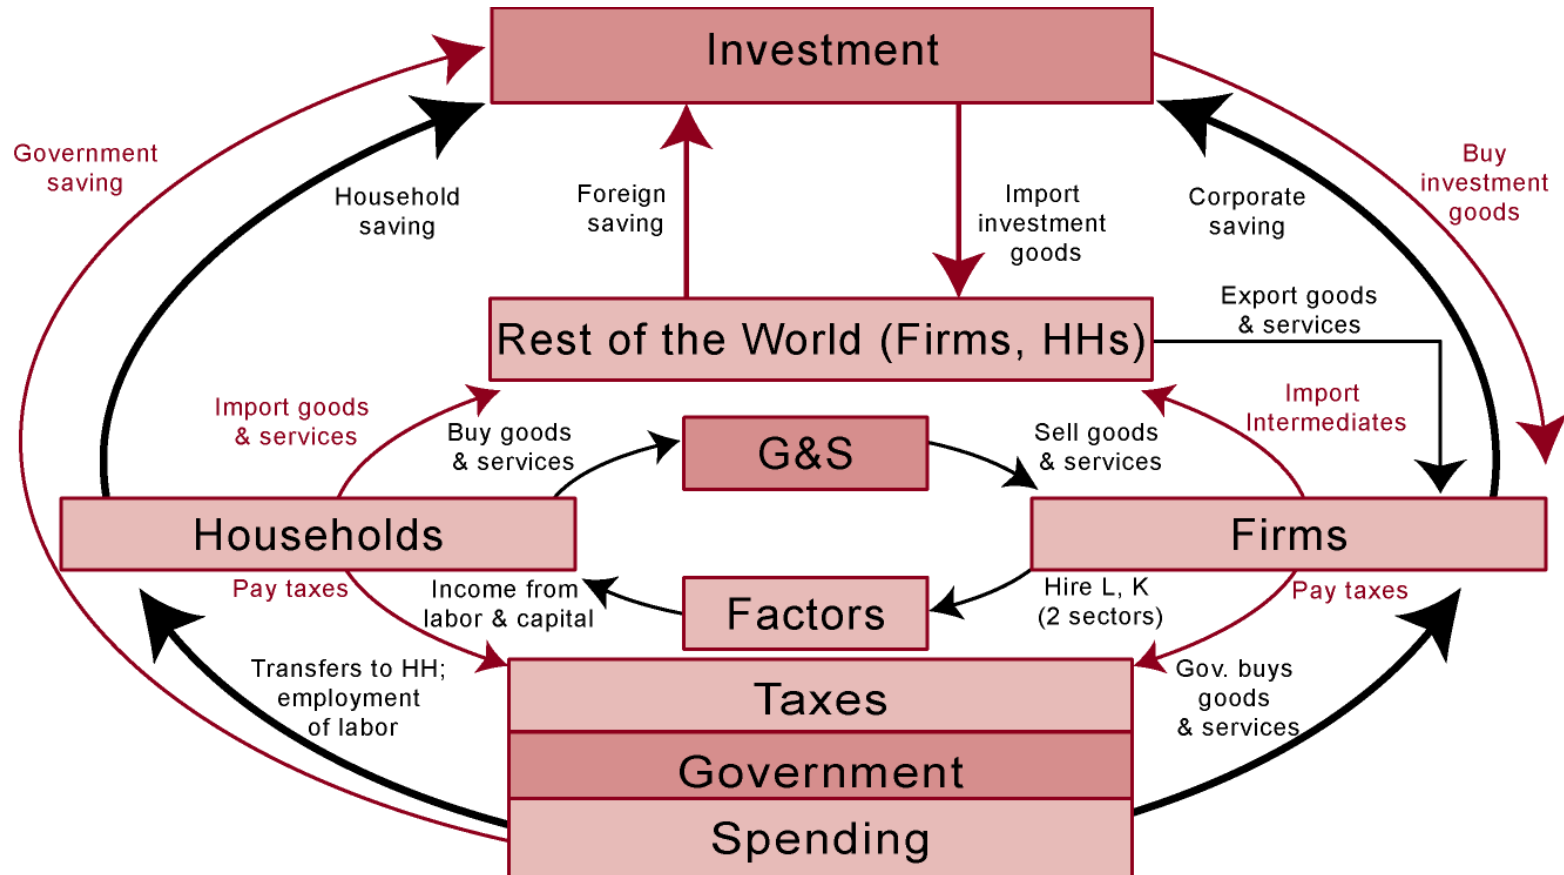 Investment
Government
saving
Household
saving
Foreign
saving
Import
investment
goods
Corporate
saving
Buy
investment
goods
Rest of the World (Firms, HHs)
Export goods
& services
Import goods
& services
Buy goods
& services
G&S
Sell goods
& services
Import
Intermediates
Households
Firms
Pay taxes
Income from
labor & capital
Factors
Hire L, K
(2 sectors)
Pay taxes
Transfers to HH;
employment
of labor
Taxes
Gov. buys
goods
& services
Government
Spending